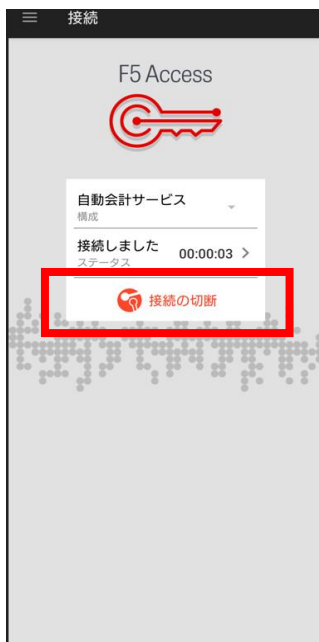 接続
F5 Access
自動会計サービス
構成
接続しました
ステータス
00:00:03
接続の切断